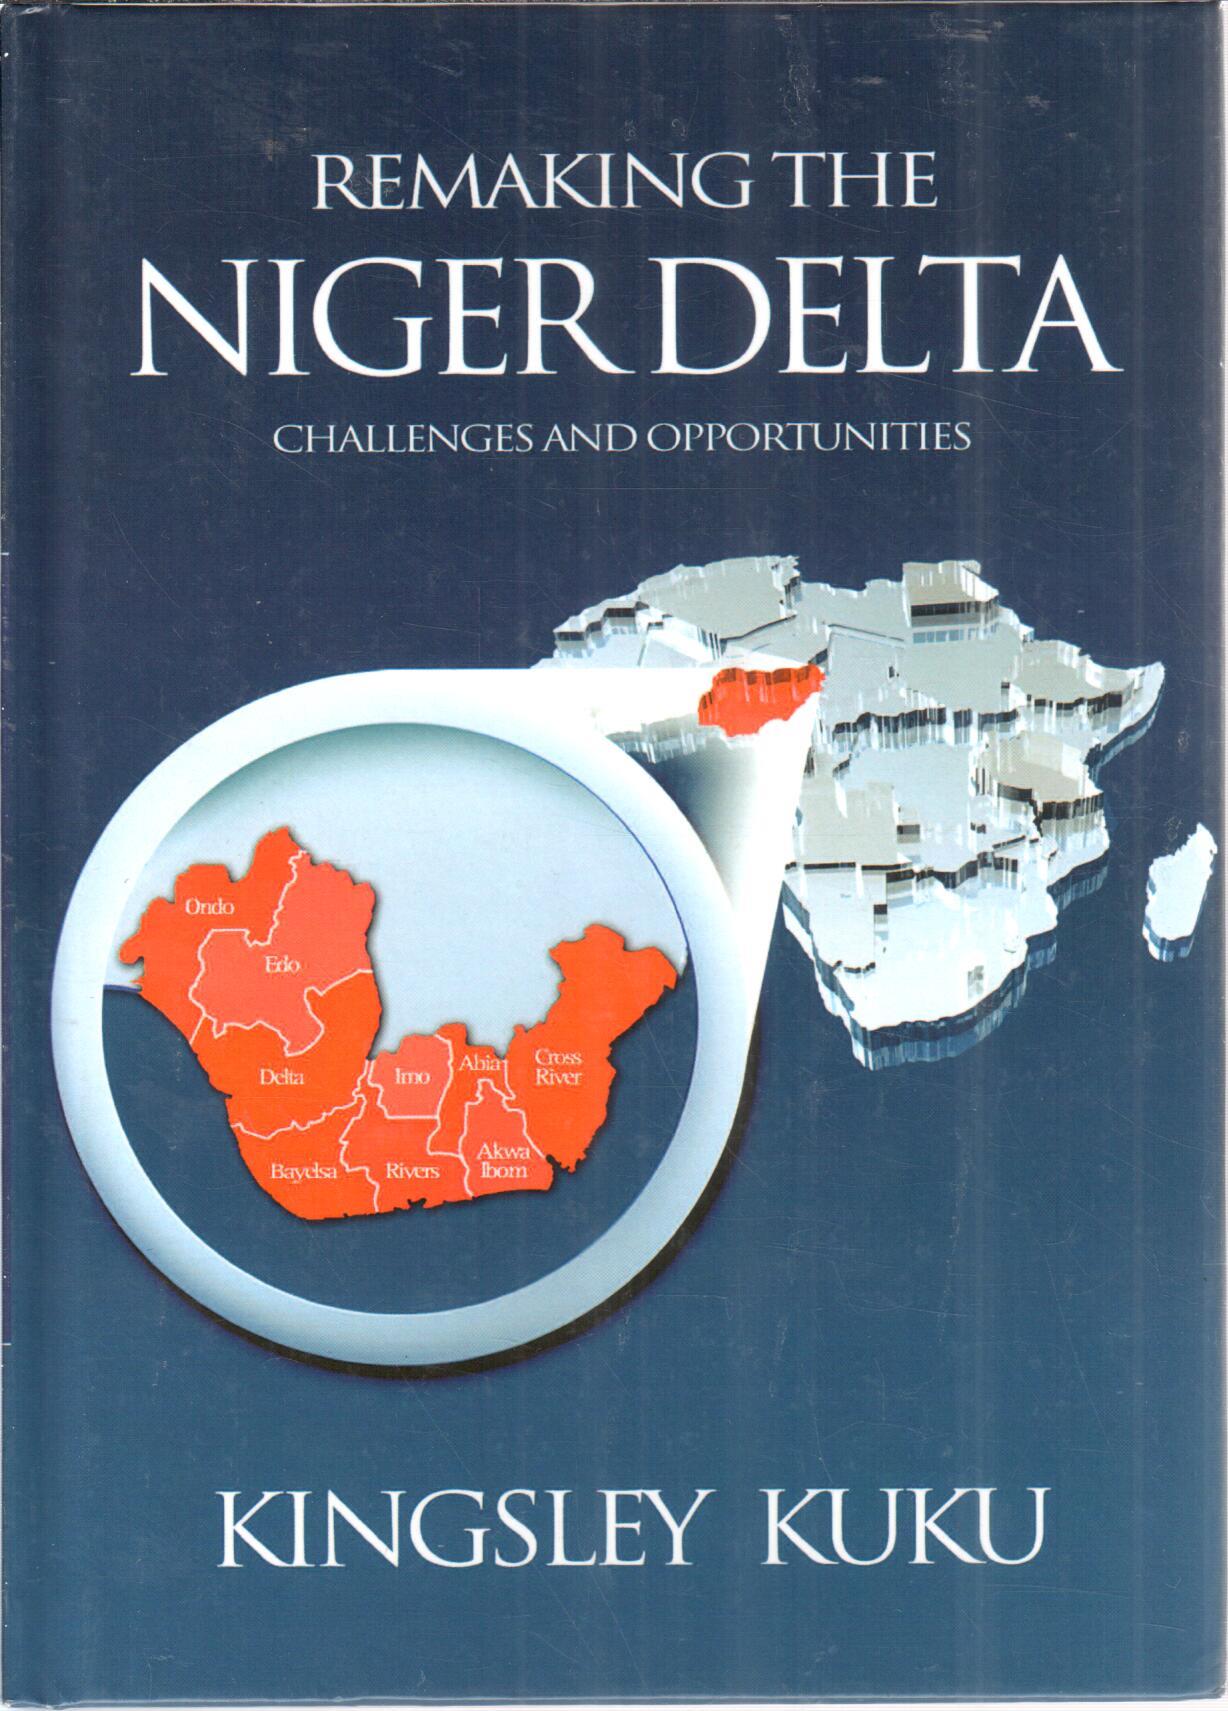 REMAKING THE
NIGER DELTA
CHALLENGES AND OPPORTUNITIES
Ondo
Edo
Delta
Imo
Abia
Cross
River
Bayelsa
Rivers
Akwa
Ibom
KINGSLEY KUKU